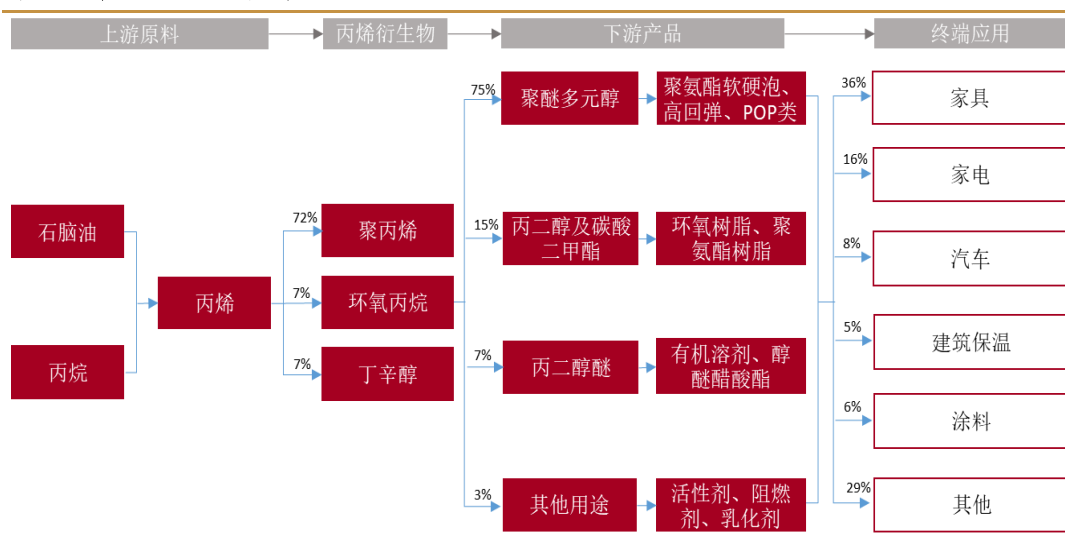 上游原料
丙烯衍生物
下游产品
终端应用
75%
聚醚多元醇
聚氨酯软硬泡、
高回弹、POP类
36%
家具
16%
家电
石脑油
72%
聚丙烯
15%
丙二醇及碳酸
二甲酯
环氧树脂、聚
氨酯树脂
8%
汽车
丙烯
7%
环氧丙烷
5%
建筑保温
丙烷
7%
丁辛醇
7%
丙二醇醚
有机溶剂、醇
醚醋酸酯
6%
涂料
3%
其他用途
活性剂、阻燃
剂、乳化剂
29%
其他